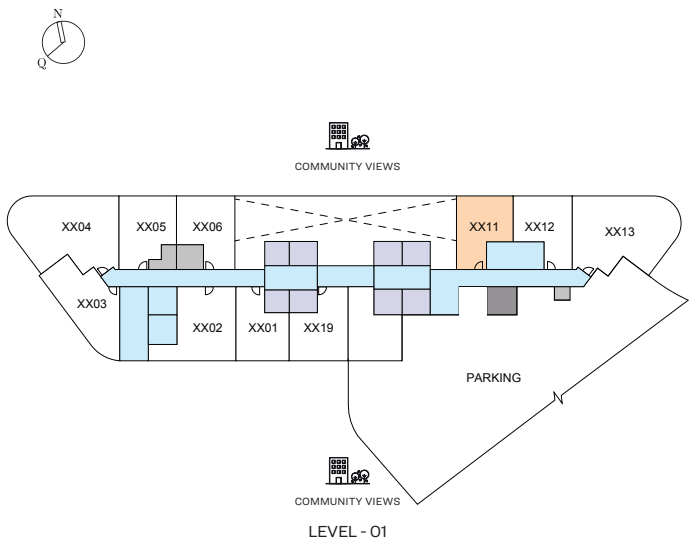 N
Q
COMMUNITY VIEWS
XX04
XX05
XX06
XX11
XX12
XX13
XX03
XX02
XX01
XX19
PARKING
N
COMMUNITY VIEWS
LEVEL - 01